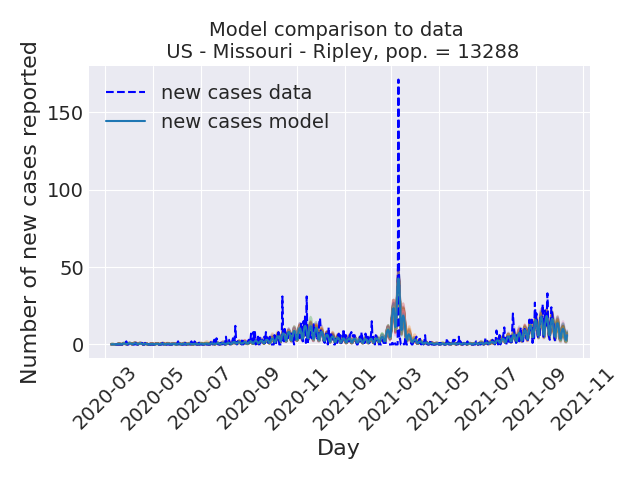 Model comparison to data
US - Missouri - Ripley, pop. = 13288
Number of new cases reported
150
100
50
0
new cases data
new cases model
2020-03
2020-05
2020-07
2020-09
2020-11
2021-01
2021-03
2021-05
2021-07
2021-09
2021-11
Day